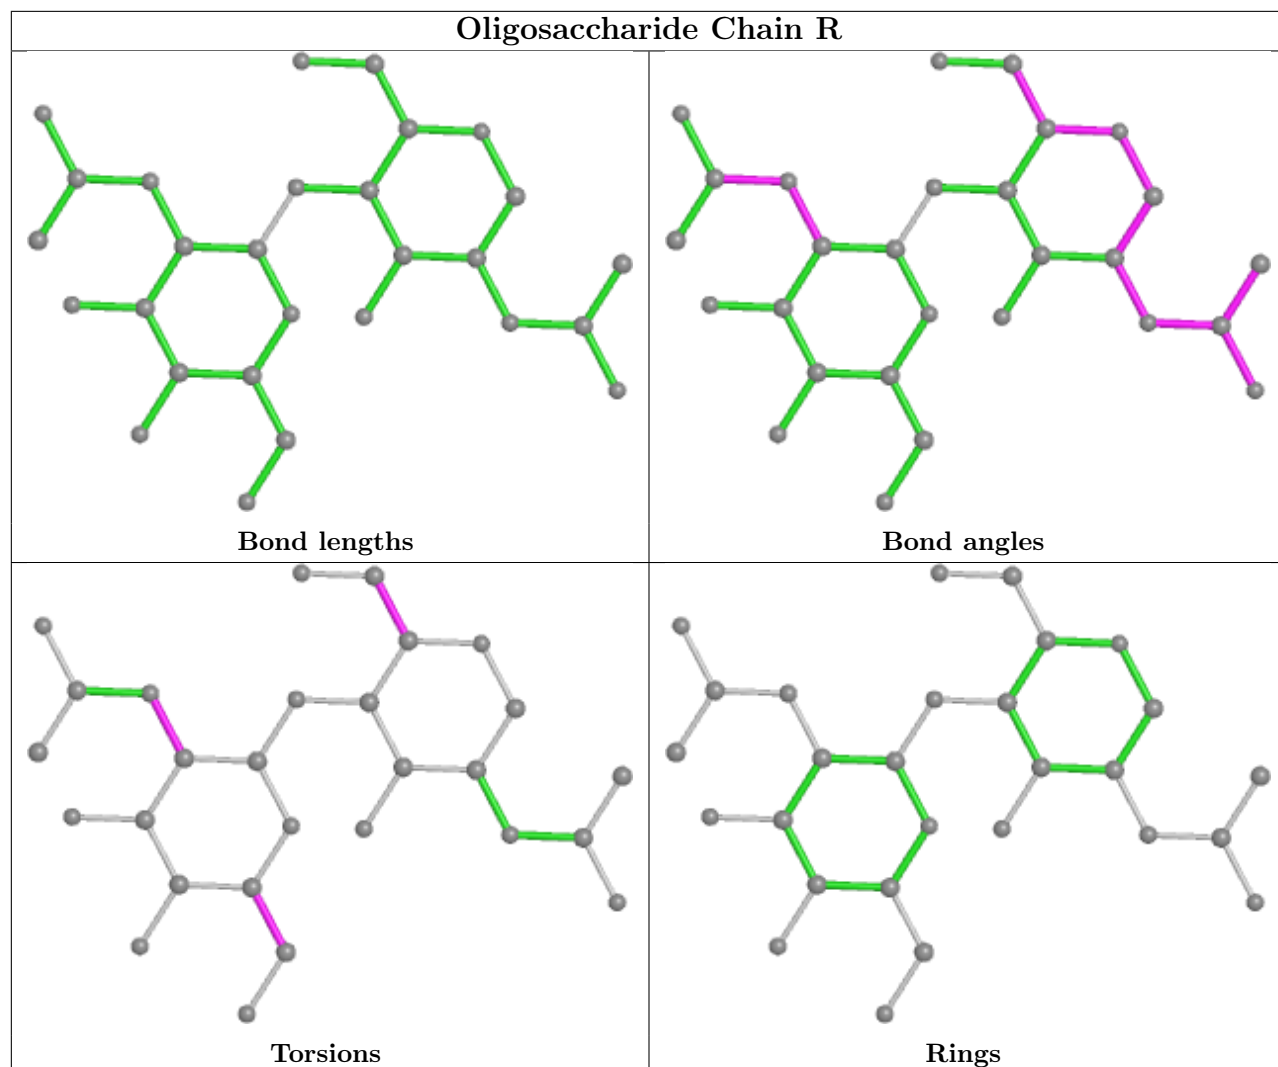 Oligosaccharide Chain R
Bond lengths
Bond angles
Torsions
Rings